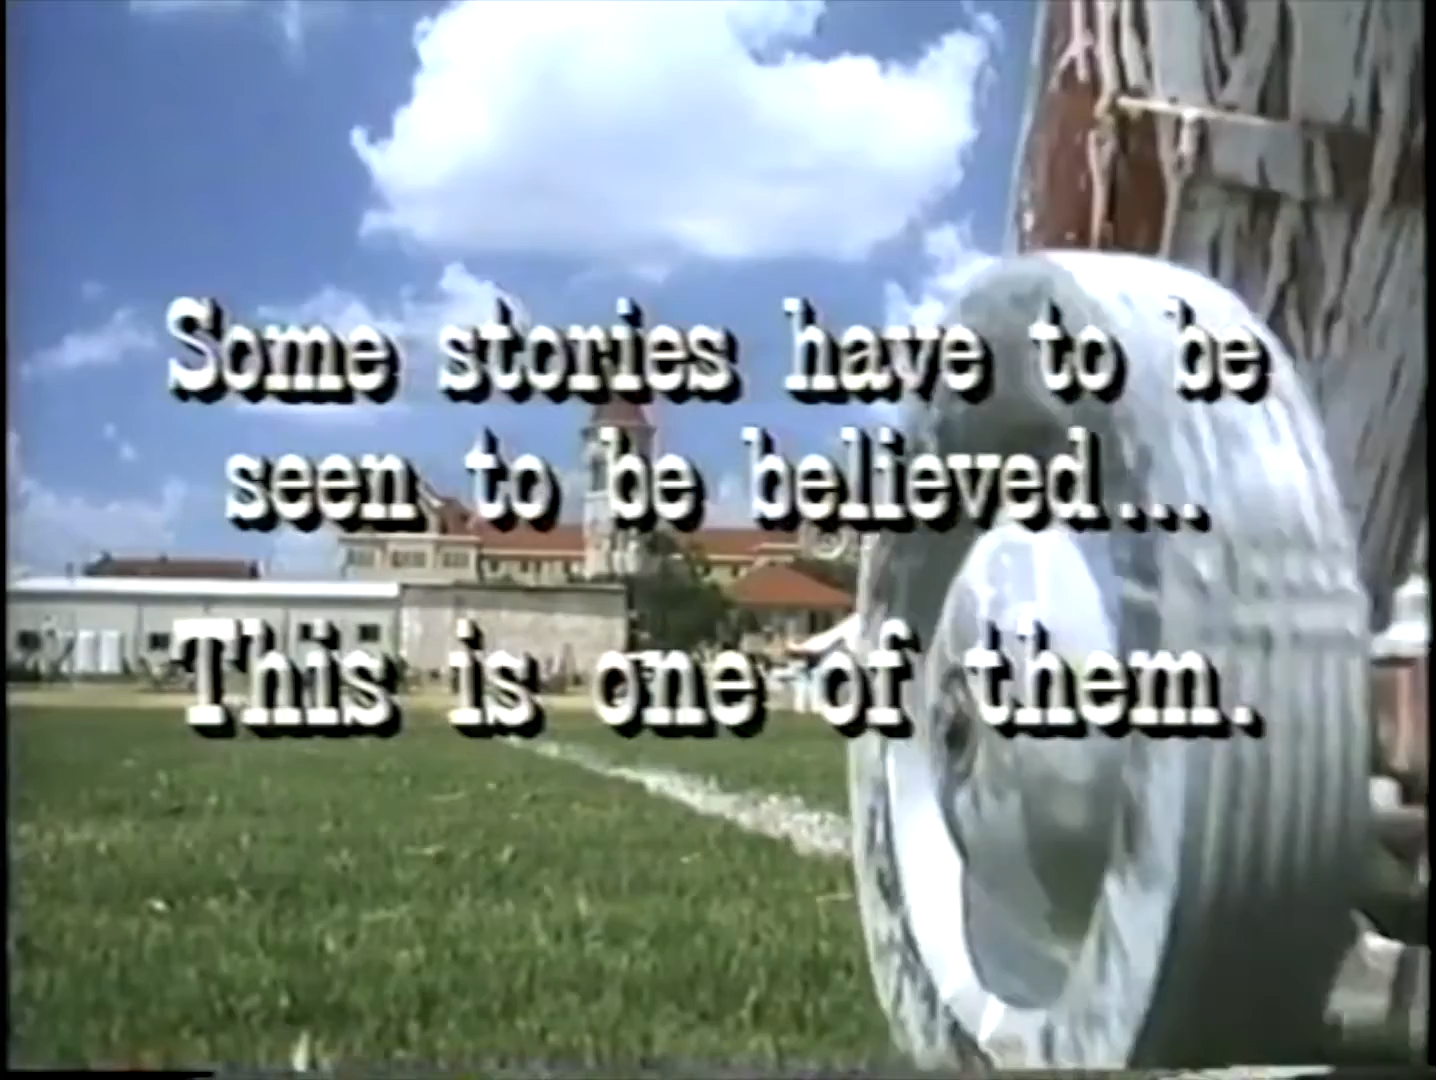 Some stories have to be
seen to be believed...
This is one of them.